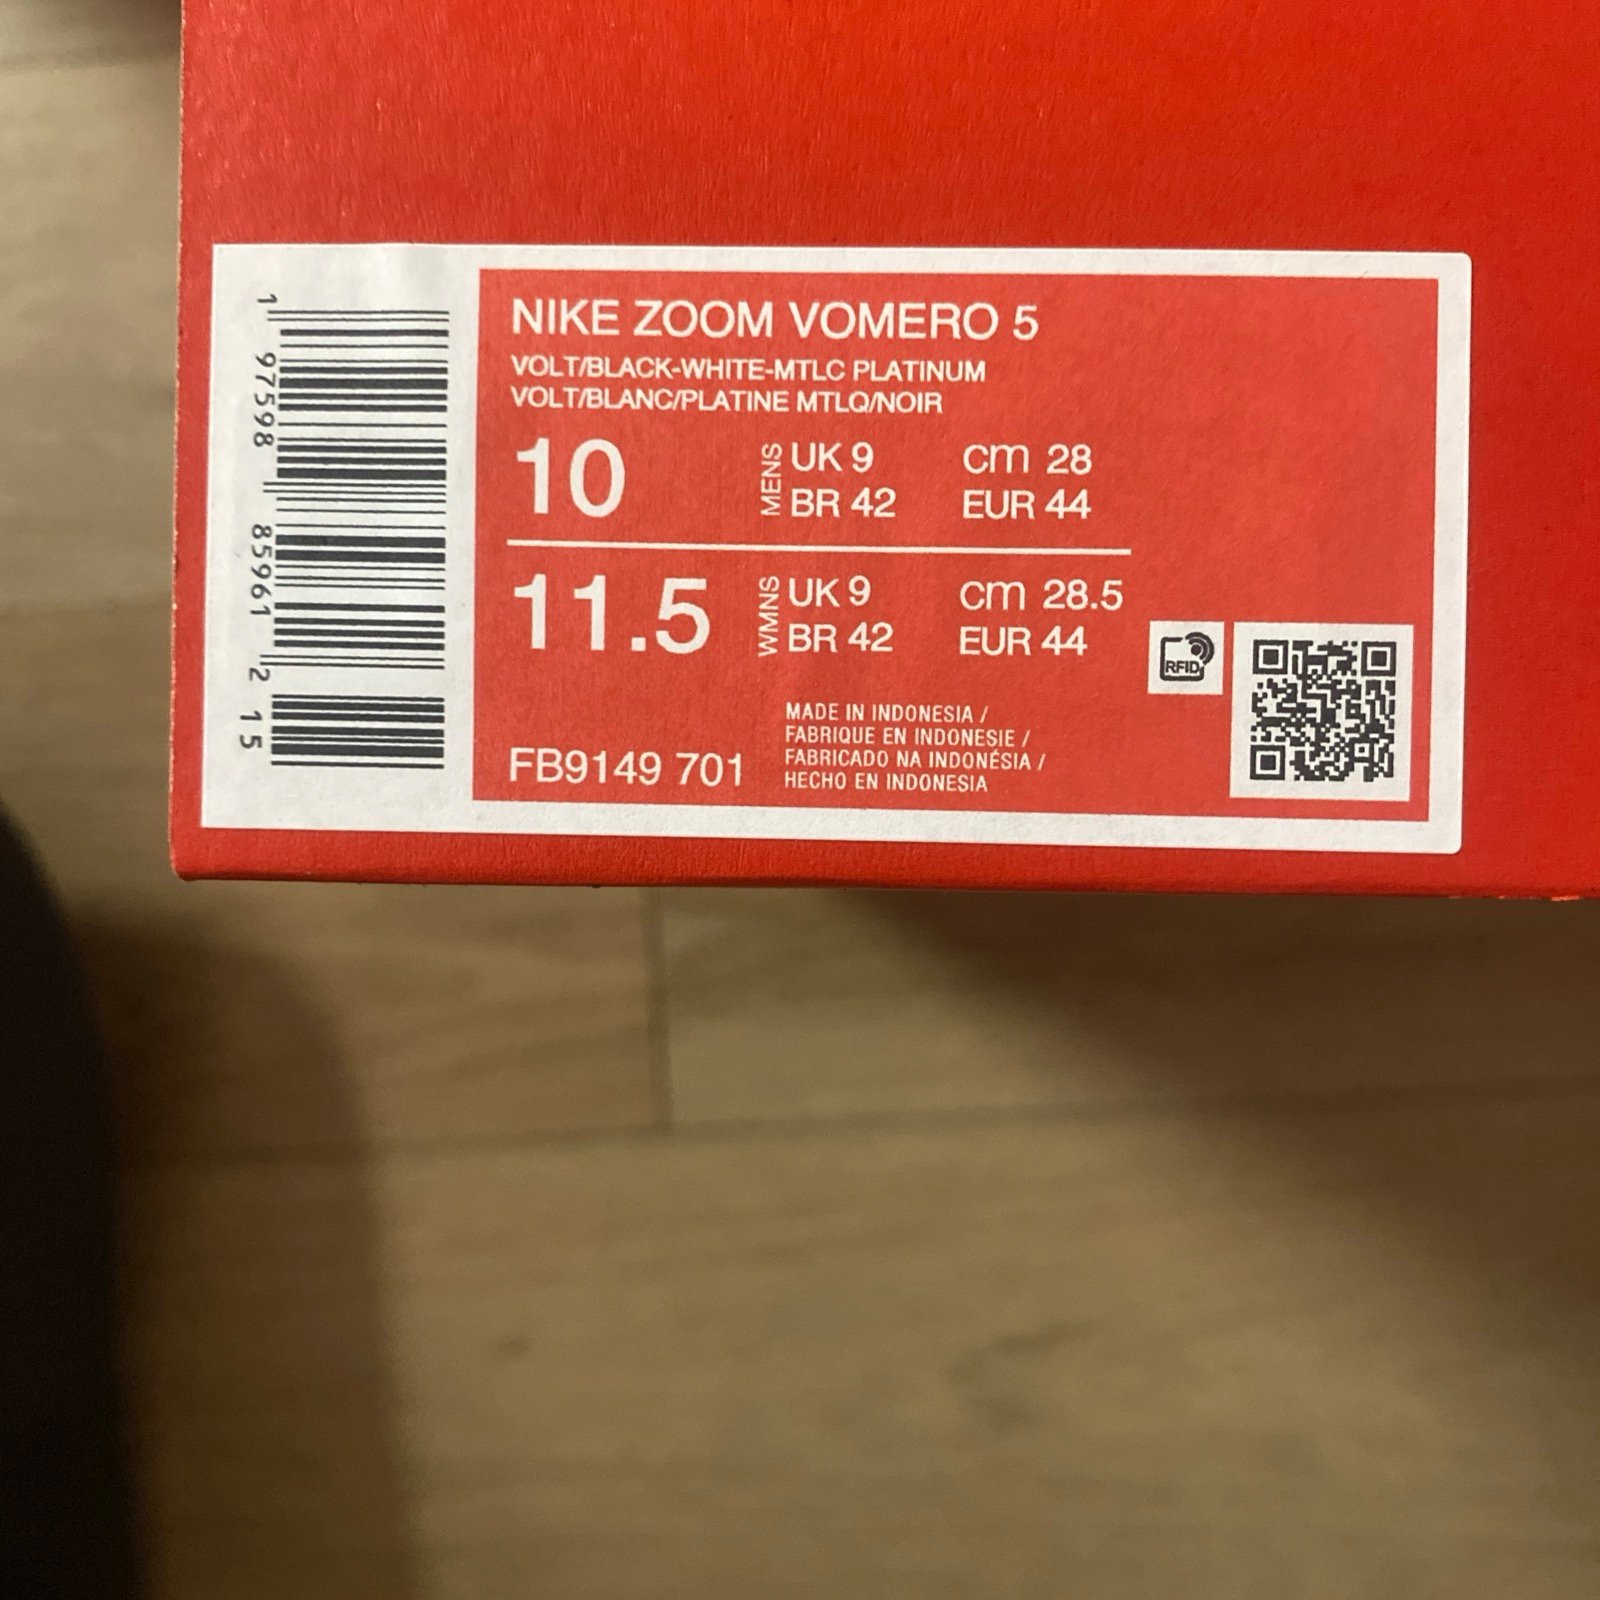 1 97598 85961 2 15
NIKE ZOOM VOMERO 5
VOLT/BLACK-WHITE-MTLC PLATINUM
VOLT/BLANC/PLATINE MTLQ/NOIR
10 MENS UK 9 cm 28
BR 42 EUR 44
11.5 WMNS UK 9 cm 28.5
BR 42 EUR 44
RFID
FB9149 701
MADE IN INDONESIA /
FABRIQUE EN INDONESIE /
FABRICADO NA INDONÉSIA /
HECHO EN INDONESIA